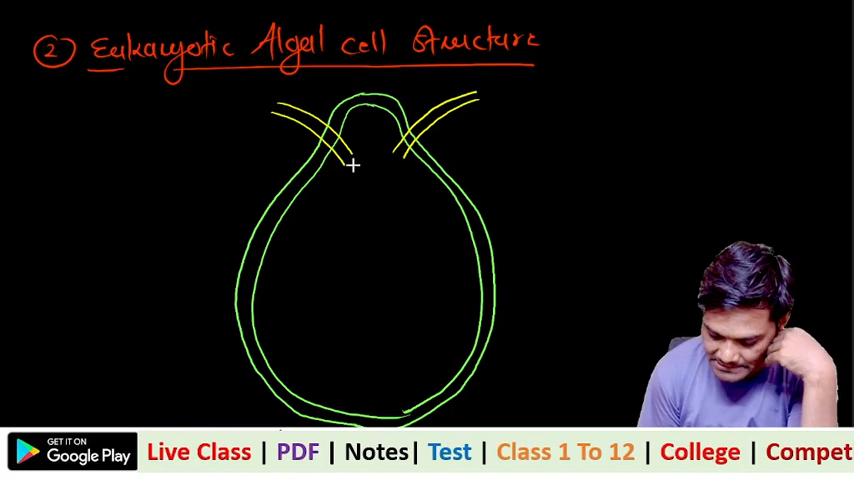 ② Eukaryotic Algal cell Structure
GET IT ON
Google Play
Live Class | PDF | Notes| Test | Class 1 To 12 | College | Compet